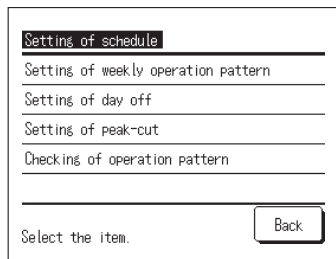 Setting of schedule
Setting of weekly operation pattern
Setting of day off
Setting of peak-cut
Checking of operation pattern
Select the item.
Back